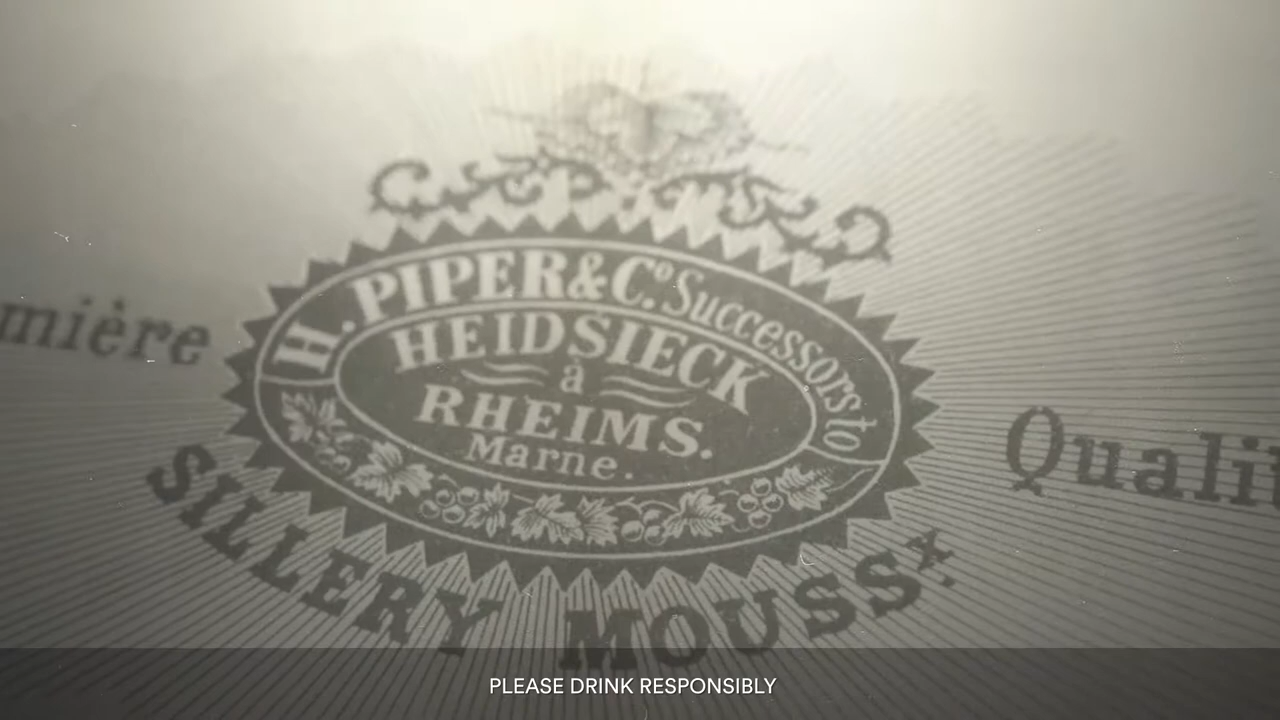 H. PIPER & Cº. Successors to
HEIDSIECK
à
RHEIMS.
Marne.
mière
Qualit
SILLERY MOUSSX.
PLEASE DRINK RESPONSIBLY